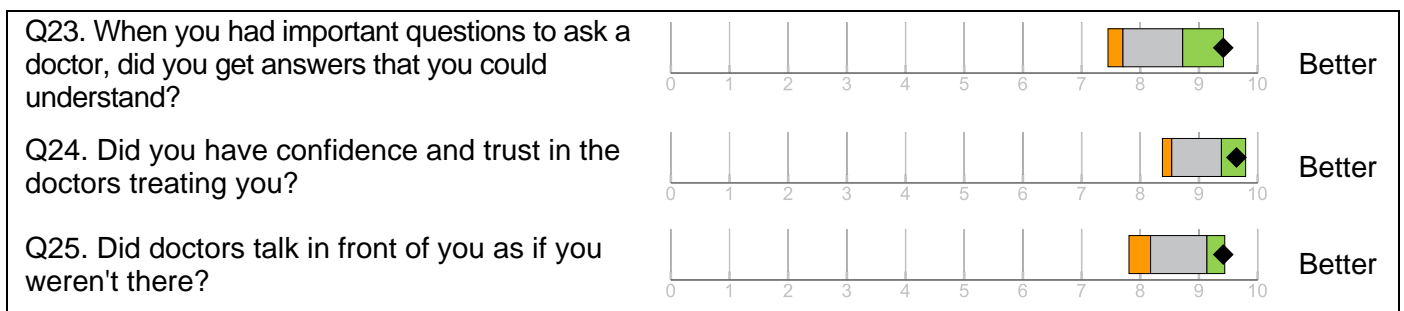 Q23. When you had important questions to ask a
doctor, did you get answers that you could
understand?
Better
0 1 2 3 4 5 6 7 8 9 10
Q24. Did you have confidence and trust in the
doctors treating you?
Better
0 1 2 3 4 5 6 7 8 9 10
Q25. Did doctors talk in front of you as if you
weren't there?
Better
0 1 2 3 4 5 6 7 8 9 10